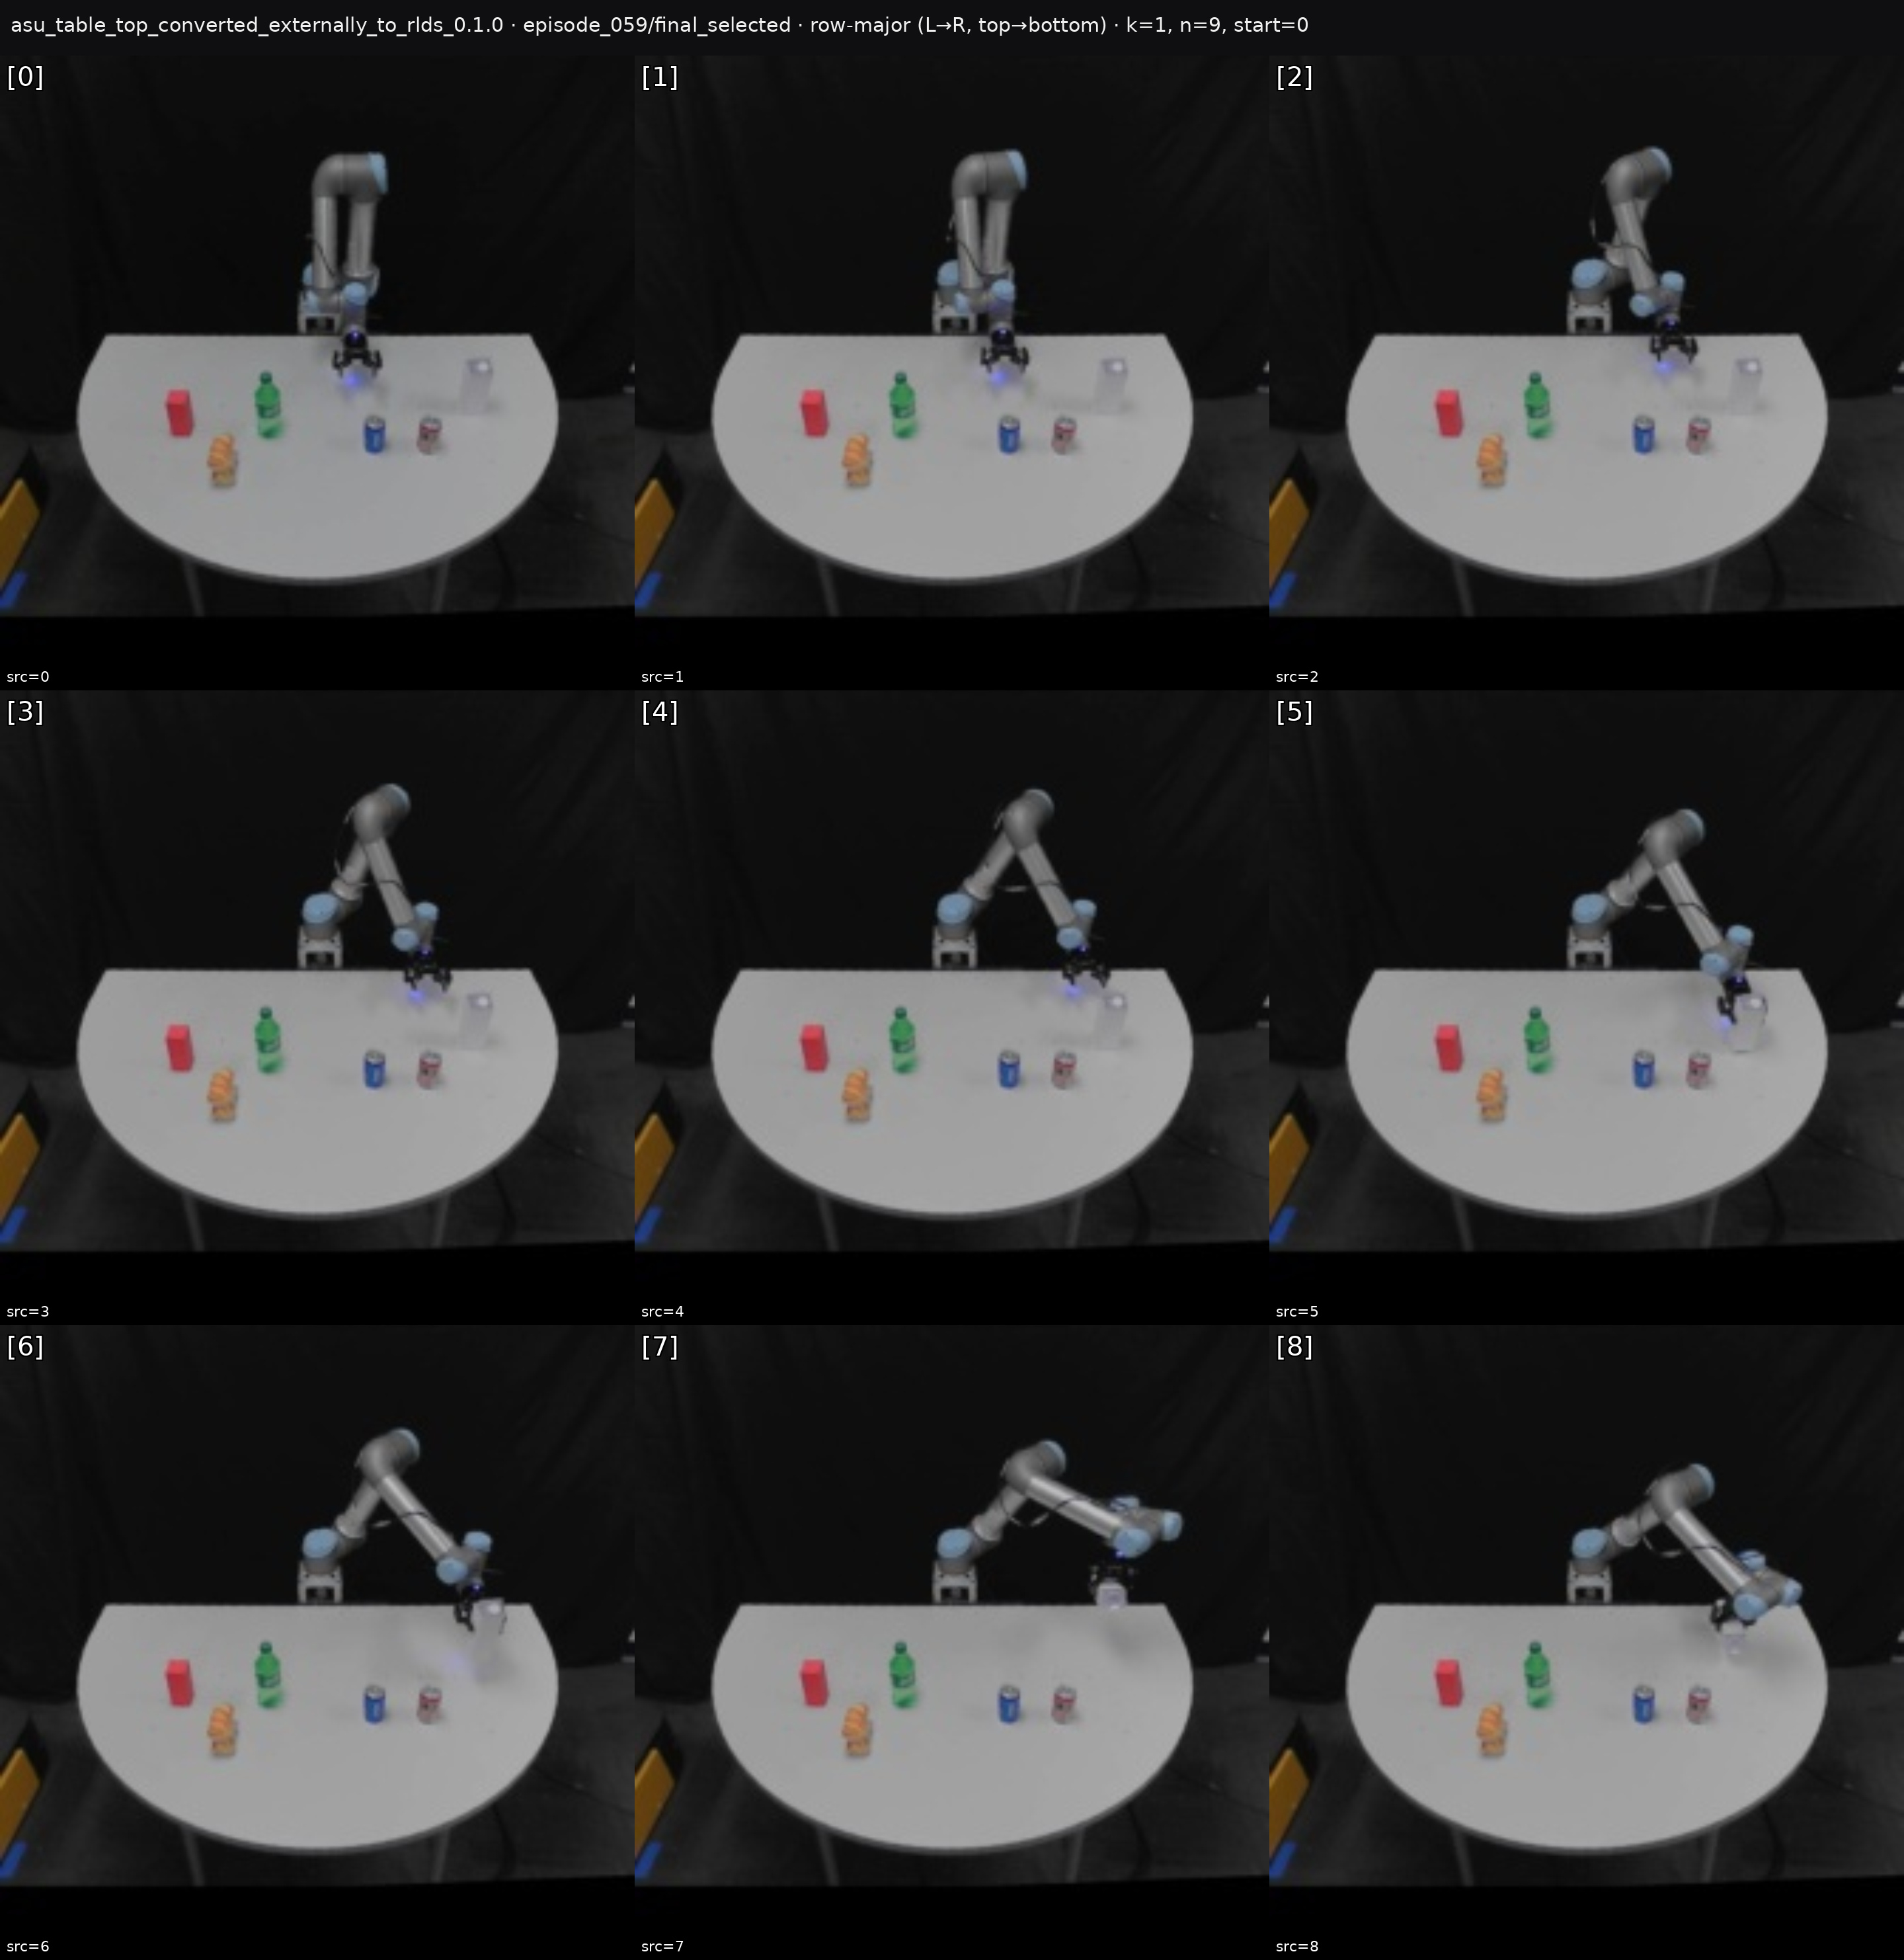 asu_table_top_converted_externally_to_rlds_0.1.0 · episode_059/final_selected · row-major (L→R, top→bottom) · k=1, n=9, start=0
[0] [1] [2]
src=0 src=1 src=2
[3] [4] [5]
src=3 src=4 src=5
[6] [7] [8]
src=6 src=7 src=8